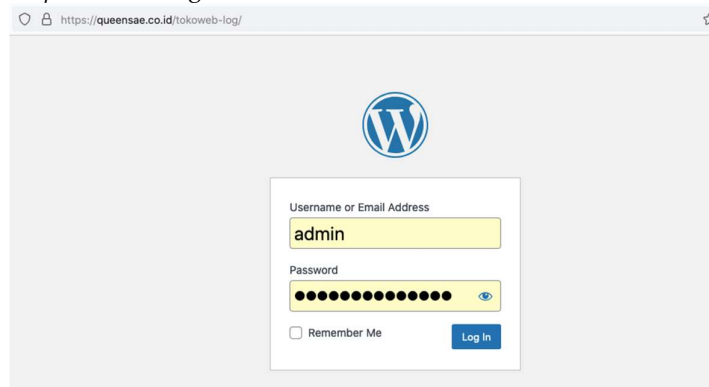 https://queensae.co.id/tokoweb-log/
Username or Email Address
admin
Password
●●●●●●●●●●●●●●
Remember Me
Log In